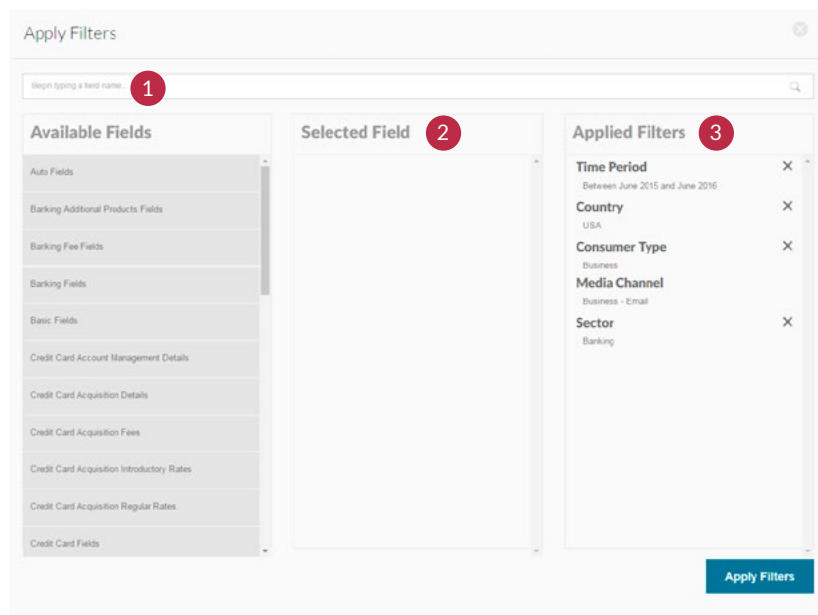 Apply Filters
Begin typing a field name...
1
Available Fields
Selected Field
2
Applied Filters
3
Auto Fields
Banking Additional Products Fields
Banking Fee Fields
Banking Fields
Basic Fields
Credit Card Account Management Details
Credit Card Acquisition Details
Credit Card Acquisition Fees
Credit Card Acquisition Introductory Rates
Credit Card Acquisition Regular Rates
Credit Card Fields
Time Period
Between June 2015 and June 2016
Country
USA
Consumer Type
Business
Media Channel
Business - Email
Sector
Banking
Apply Filters